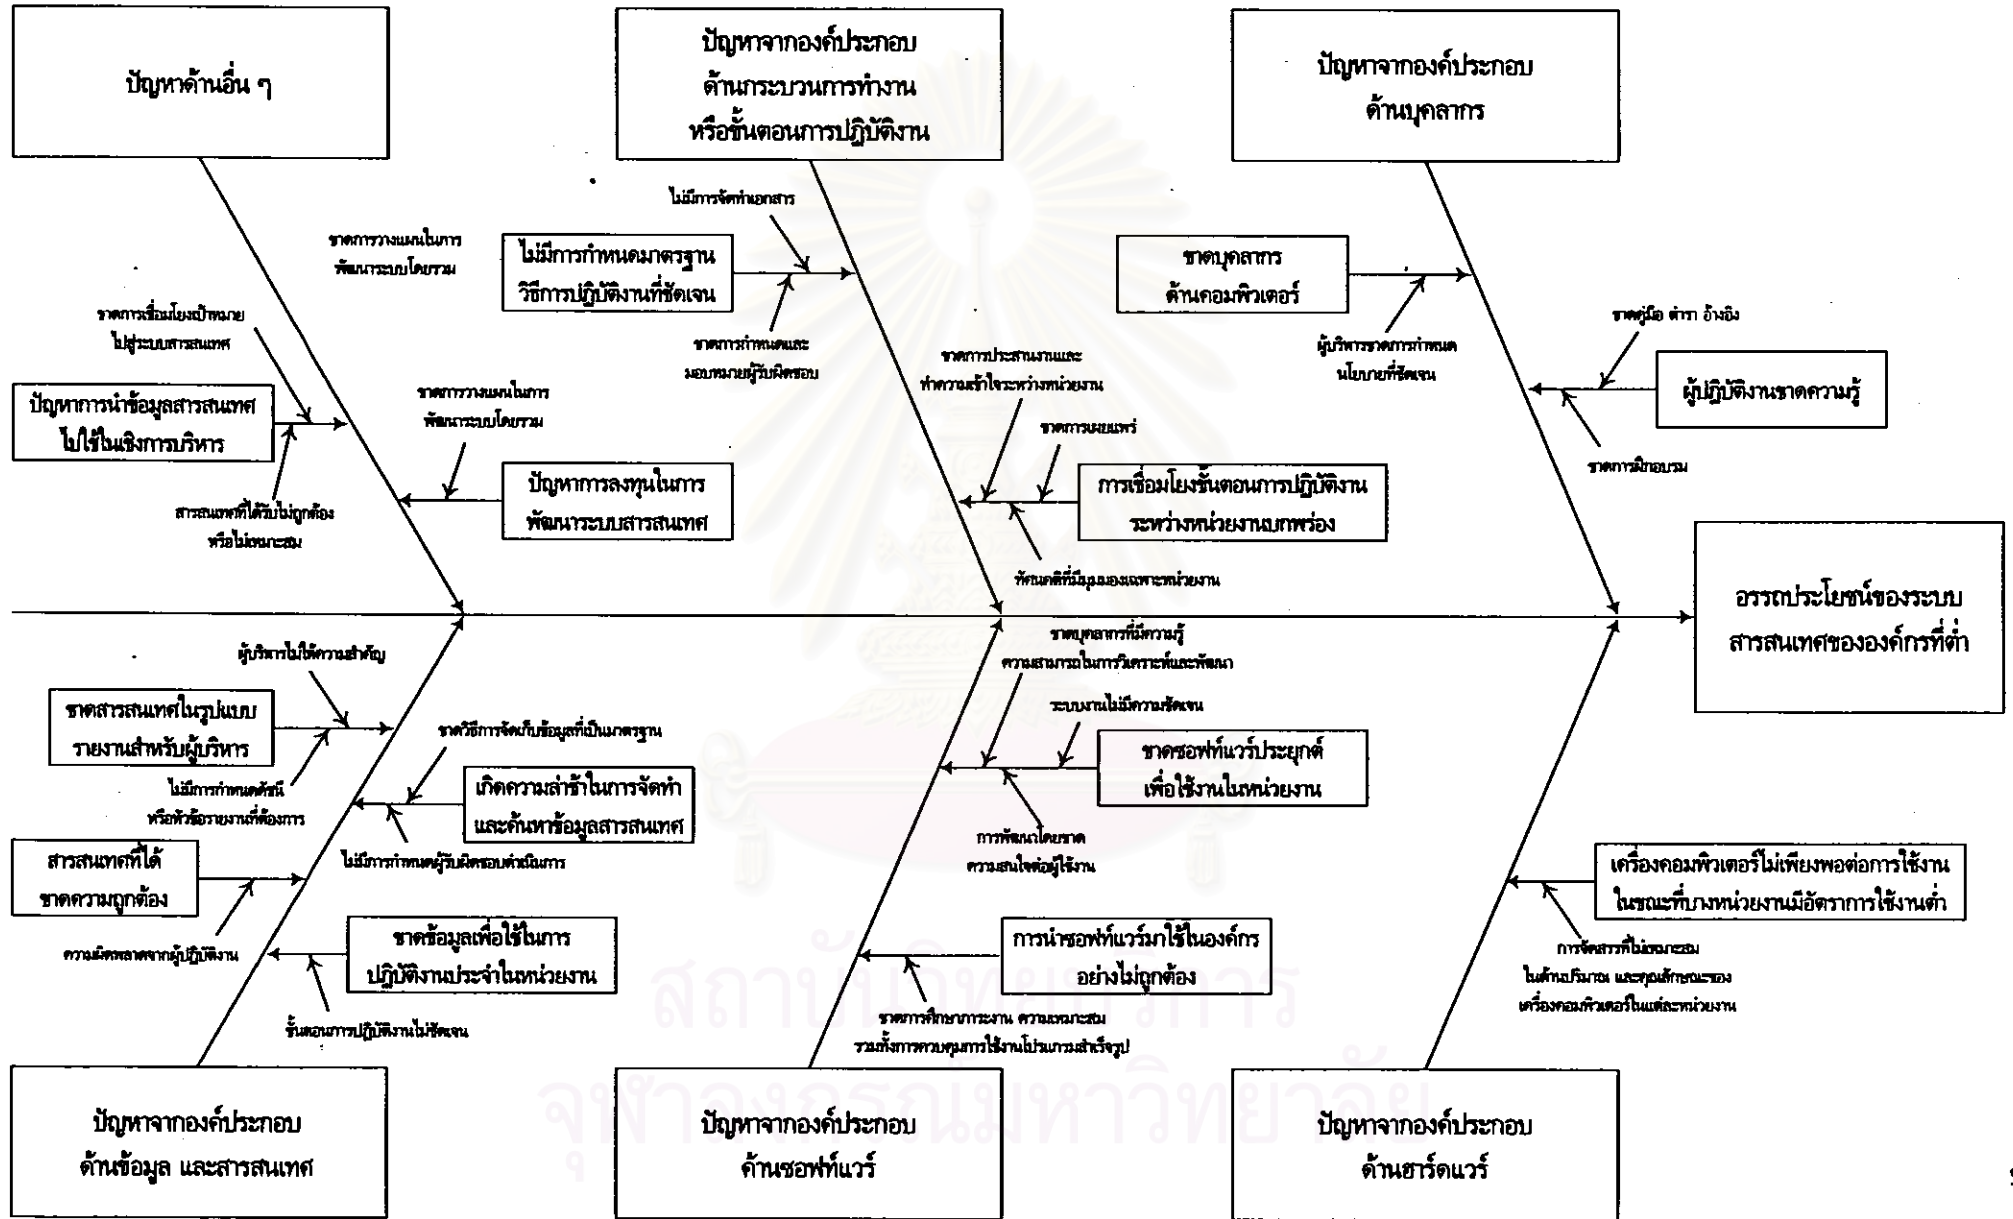 ปัญหาด้านอื่น ๆ
ปัญหาจากองค์ประกอบ
ด้านกระบวนการทำงาน
หรือขั้นตอนการปฏิบัติงาน
ปัญหาจากองค์ประกอบ
ด้านบุคลากร
ไม่มีการจัดทำเอกสาร
ขาดการวางแผนในการ
พัฒนาระบบโดยรวม
ไม่มีการกำหนดมาตรฐาน
วิธีการปฏิบัติงานที่ชัดเจน
ขาดบุคลากร
ด้านคอมพิวเตอร์
ขาดการเชื่อมโยงเป้าหมาย
ไปสู่ระบบสารสนเทศ
ขาดการกำหนดและ
มอบหมายผู้รับผิดชอบ
ขาดการประสานงานและ
ทำความเข้าใจระหว่างหน่วยงาน
ผู้บริหารขาดการกำหนด
นโยบายที่ชัดเจน
ขาดคู่มือ ตำรา อ้างอิง
ปัญหาการนำข้อมูลสารสนเทศ
ไปใช้ในเชิงการบริหาร
ขาดการวางแผนในการ
พัฒนาระบบโดยรวม
ขาดการเผยแพร่
ผู้ปฏิบัติงานขาดความรู้
ขาดการฝึกอบรม
สารสนเทศที่ได้รับไม่ถูกต้อง
หรือไม่เหมาะสม
ปัญหาการลงทุนในการ
พัฒนาระบบสารสนเทศ
การเชื่อมโยงขั้นตอนการปฏิบัติงาน
ระหว่างหน่วยงานบกพร่อง
ทัศนคติที่มีมุมมองเฉพาะหน่วยงาน
อรรถประโยชน์ของระบบ
สารสนเทศขององค์กรที่ต่ำ
ผู้บริหารไม่ให้ความสำคัญ
ขาดบุคลากรที่มีความรู้
ความสามารถในการวิเคราะห์และพัฒนา
ขาดสารสนเทศในรูปแบบ
รายงานสำหรับผู้บริหาร
ขาดวิธีการจัดเก็บข้อมูลที่เป็นมาตรฐาน
ระบบงานไม่มีความชัดเจน
ขาดซอฟท์แวร์ประยุกต์
เพื่อใช้งานในหน่วยงาน
ไม่มีการกำหนดดัชนี
หรือหัวข้อรายงานที่ต้องการ
เกิดความล่าช้าในการจัดทำ
และค้นหาข้อมูลสารสนเทศ
ไม่มีการกำหนดผู้รับผิดชอบดำเนินการ
การพัฒนาโดยขาด
ความสนใจต่อผู้ใช้งาน
สารสนเทศที่ได้
ขาดความถูกต้อง
เครื่องคอมพิวเตอร์ไม่เพียงพอต่อการใช้งาน
ในขณะที่บางหน่วยงานมีอัตราการใช้งานต่ำ
ความผิดพลาดจากผู้ปฏิบัติงาน
ขาดข้อมูลเพื่อใช้ในการ
ปฏิบัติงานประจำในหน่วยงาน
การนำซอฟท์แวร์มาใช้ในองค์กร
อย่างไม่ถูกต้อง
การจัดสรรที่ไม่เหมาะสม
ในด้านปริมาณ และคุณลักษณะของ
เครื่องคอมพิวเตอร์ในแต่ละหน่วยงาน
ขั้นตอนการปฏิบัติงานไม่ชัดเจน
ขาดการศึกษาภาระงาน ความเหมาะสม
รวมทั้งการควบคุมการใช้งานโปรแกรมสำเร็จรูป
สถาบันวิทยบริการ
จุฬาลงกรณ์มหาวิทยาลัย
ปัญหาจากองค์ประกอบ
ด้านข้อมูล และสารสนเทศ
ปัญหาจากองค์ประกอบ
ด้านซอฟท์แวร์
ปัญหาจากองค์ประกอบ
ด้านฮาร์ดแวร์